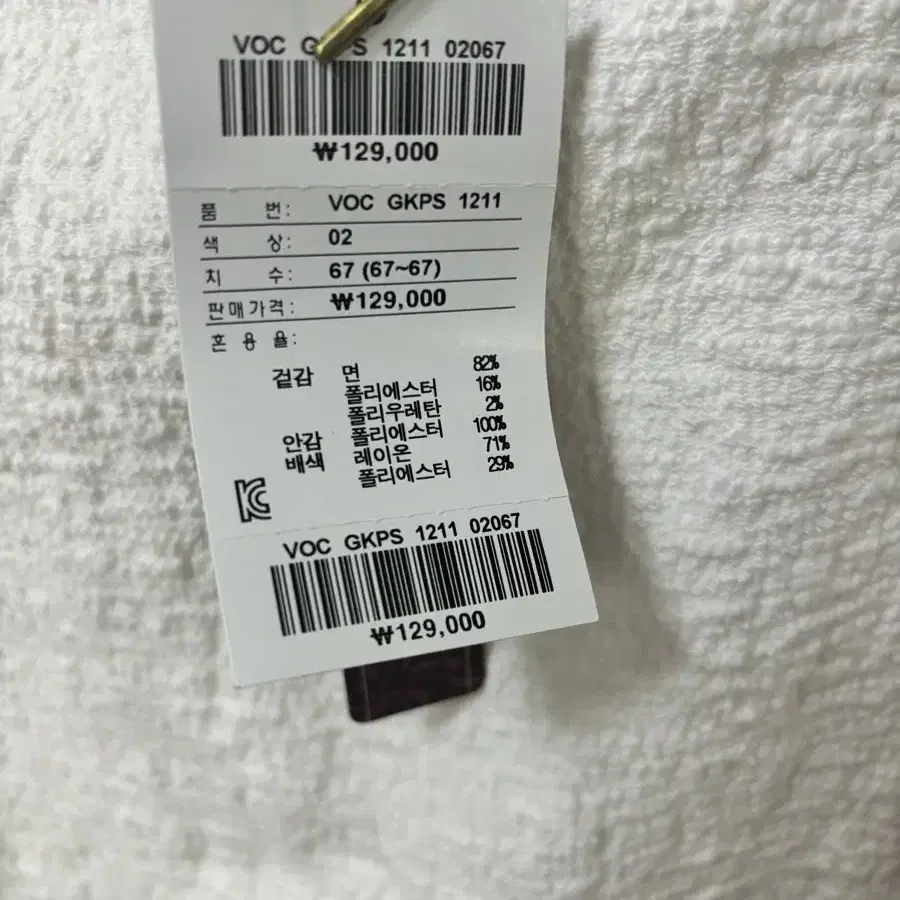 VOC G S 1211 02067
₩129,000
품 번: VOC GKPS 1211
색 상: 02
치 수: 67 (67~67)
판매가격: ₩129,000
혼 용 율:
겉감 면 82%
폴리에스터 16%
폴리우레탄 2%
안감 폴리에스터 100%
배색 레이온 71%
폴리에스터 29%
KC
VOC GKPS 1211 02067
₩129,000